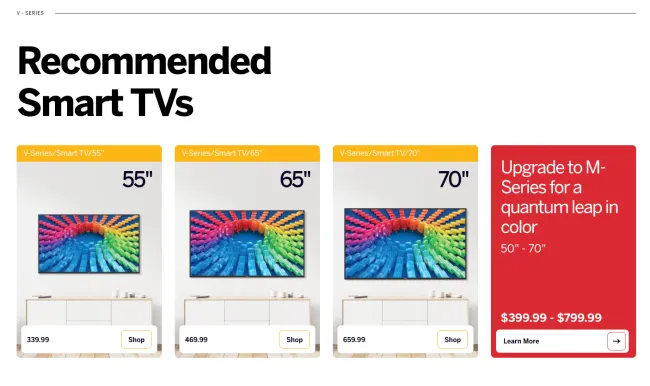 V - SERIES
Recommended
Smart TVs
V-Series/Smart TV/55"
55"
339.99
Shop
V-Series/Smart TV/65"
65"
469.99
Shop
V-Series/Smart TV/70"
70"
659.99
Shop
Upgrade to M-
Series for a
quantum leap in
color
50" - 70"
$399.99 - $799.99
Learn More